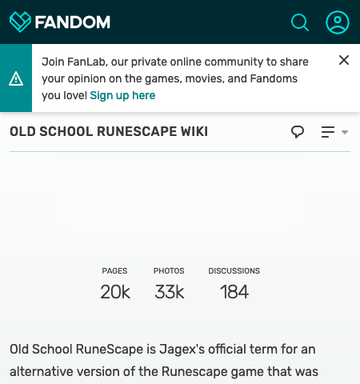 FANDOM
Join FanLab, our private online community to share
your opinion on the games, movies, and Fandoms
you love! Sign up here
OLD SCHOOL RUNESCAPE WIKI
PAGES PHOTOS DISCUSSIONS
20k 33k 184
Old School RuneScape is Jagex's official term for an
alternative version of the Runescape game that was